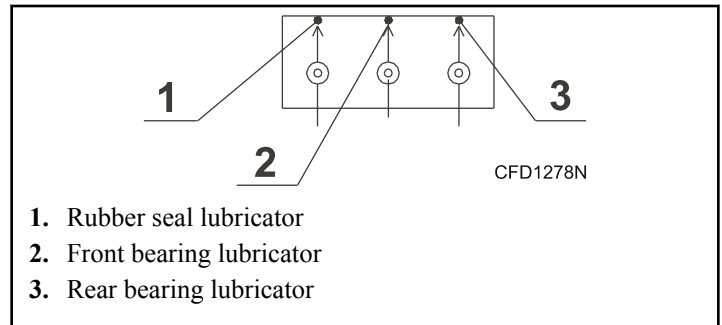 1
3
2
CFD1278N
1. Rubber seal lubricator
2. Front bearing lubricator
3. Rear bearing lubricator